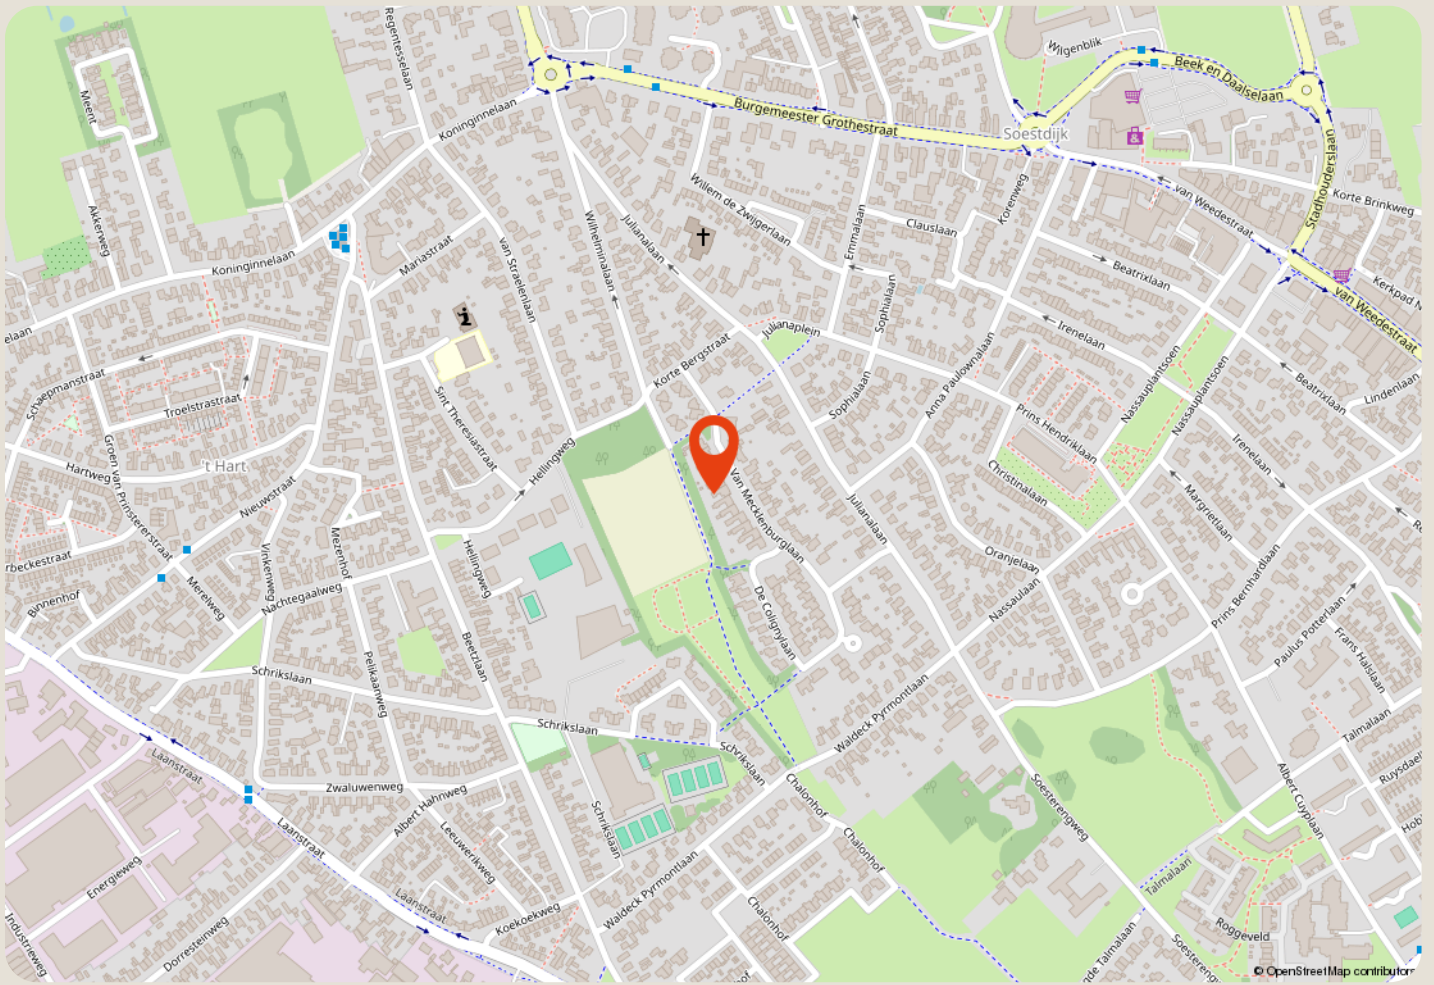 Regentesselaan
Wilgenblik
Beek en Daalselaan
Meent
Koninginnelaan
Burgemeester Grothestraat
Soestdijk
Stadhouderslaan
Korte Brinkweg
van Weedestraat
Willem de Zwijgerlaan
Korenweg
Akkerweg
Wilhelminalaan
Julianalaan
Emmalaan
Clauslaan
Mariastraat
van Straelenlaan
Koninginnelaan
Beatrixlaan
Kerkpad N
van Weedestraat
Sophialaan
Julianaplein
Irenelaan
elaan
Korte Bergstraat
Anna Paulownalaan
Nassauplantsoen
Nassauplantsoen
Beatrixlaan
Lindenlaan
Schaepmanstraat
Troelstrastraat
Sint Theresiastraat
Sophialaan
Prins Hendriklaan
Irenelaan
Groen van Prinstererstraat
't Hart
Hartweg
Hellingweg
Van Mecklenburglaan
Christinalaan
Margrietlaan
Nieuwstraat
Julianalaan
Mezenhof
Vinkenweg
Hellingweg
Oranjelaan
rbeckestraat
Merelweg
Binnenhof
Nachtegaalweg
De Colignylaan
Nassaulaan
Prins Bernhardlaan
Paulus Potterlaan
Frans Halslaan
Beetzlaan
Schrikslaan
Pelikaanweg
Waldeck Pyrmontlaan
Schrikslaan
Schrikslaan
Talmalaan
Laanstraat
Zwaluwenweg
Albert Hahnweg
Chalonhof
Soesterengweg
Albert Cuyplaan
Ruysdael
Laanstraat
Leeuwerikweg
Schrikslaan
Chalonhof
Hob
Energieweg
Waldeck Pyrmontlaan
Talmalaan
Laanstraat
Koekoekweg
Chalonhof
Roggeveld
Industrieweg
Dorresteinweg
hof
de Talmalaan
Soestereng
© OpenStreetMap contributors